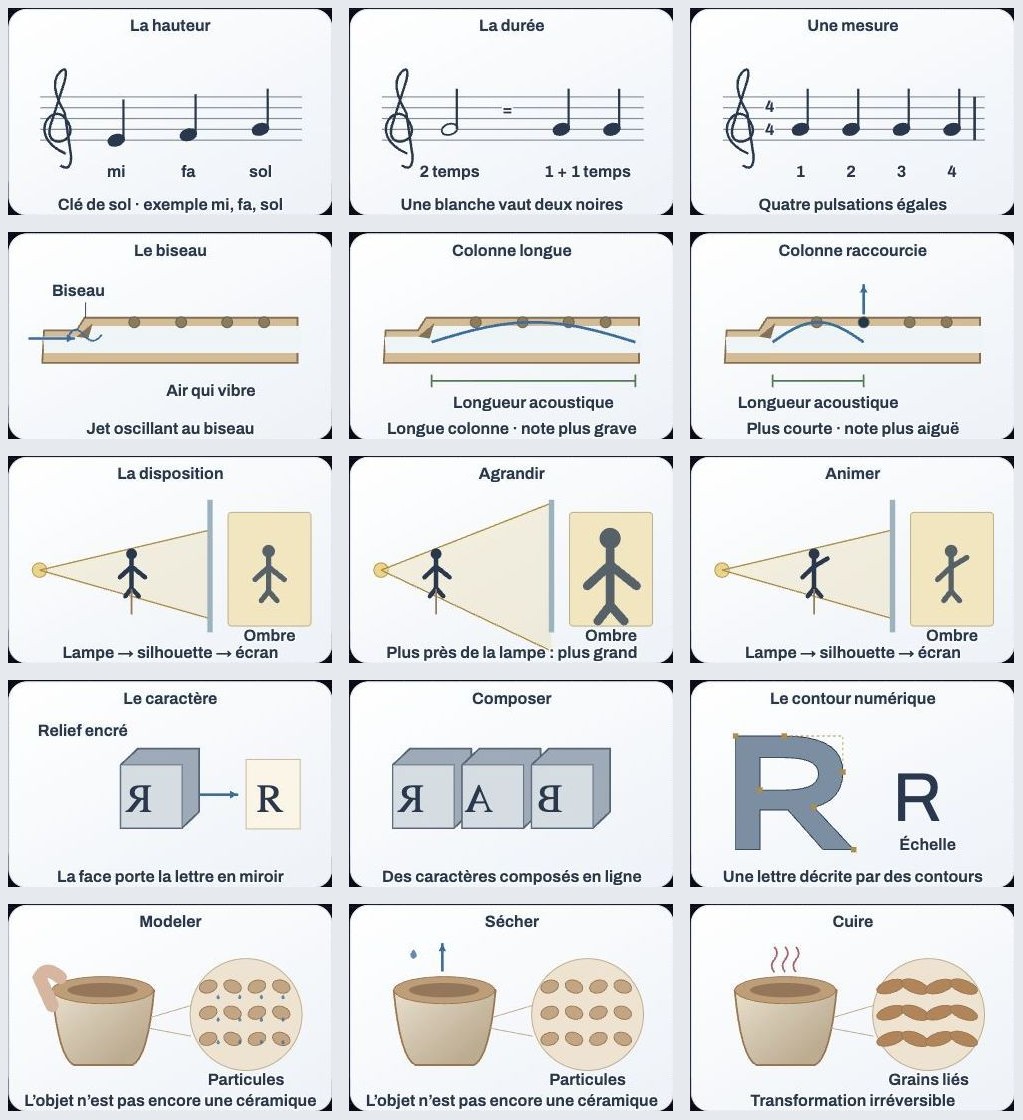 La hauteur
mi fa sol
Clé de sol · exemple mi, fa, sol
La durée
=
2 temps 1 + 1 temps
Une blanche vaut deux noires
Une mesure
4
4
1 2 3 4
Quatre pulsations égales
Le biseau
Biseau
Air qui vibre
Jet oscillant au biseau
Colonne longue
Longueur acoustique
Longue colonne · note plus grave
Colonne raccourcie
Longueur acoustique
Plus courte · note plus aiguë
La disposition
Ombre
Lampe → silhouette → écran
Agrandir
Ombre
Plus près de la lampe : plus grand
Animer
Ombre
Lampe → silhouette → écran
Le caractère
Relief encré
R R
La face porte la lettre en miroir
Composer
R A B
Des caractères composés en ligne
Le contour numérique
R R
Échelle
Une lettre décrite par des contours
Modeler
Particules
L’objet n’est pas encore une céramique
Sécher
Particules
L’objet n’est pas encore une céramique
Cuire
Grains liés
Transformation irréversible